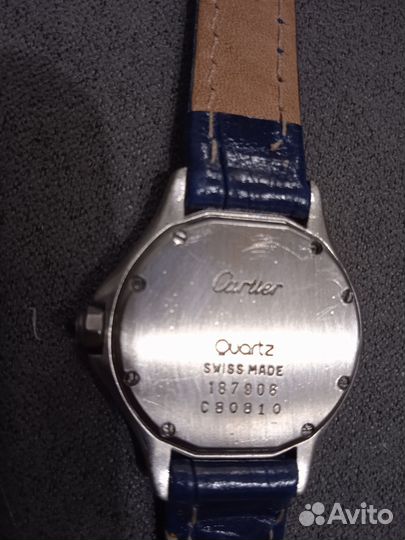 Cartier
Quartz
SWISS MADE
187906
C80810
Avito